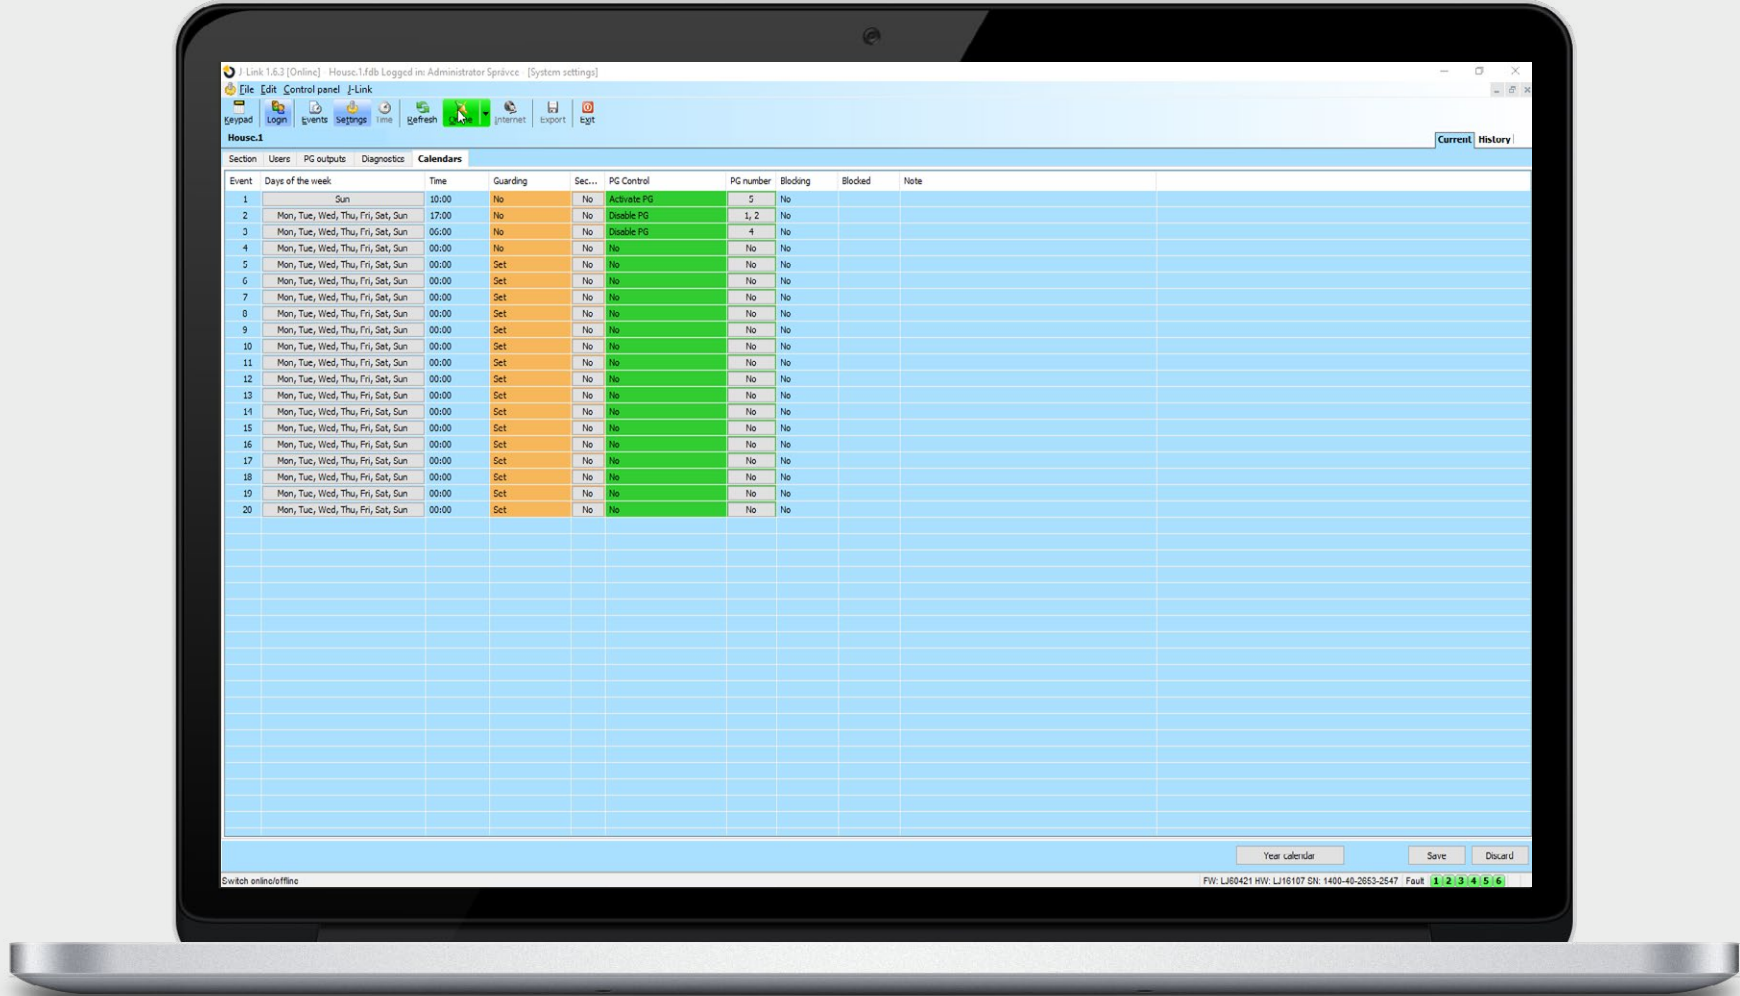 J-Link 1.6.3 [Online] - House.1.fdb Logged in: Administrator Správce - [System settings]
File Edit Control panel J-Link
Keypad Login Events Settings Time Refresh Internet Export Exit
House.1
Current History
Section Users PG outputs Diagnostics Calendars
Event Days of the week Time Guarding Sec... PG Control PG number Blocking Blocked Note
1 Sun 10:00 No No Activate PG 5 No
2 Mon, Tue, Wed, Thu, Fri, Sat, Sun 17:00 No No Disable PG 1, 2 No
3 Mon, Tue, Wed, Thu, Fri, Sat, Sun 06:00 No No Disable PG 4 No
4 Mon, Tue, Wed, Thu, Fri, Sat, Sun 00:00 No No No No No
5 Mon, Tue, Wed, Thu, Fri, Sat, Sun 00:00 Set No No No No
6 Mon, Tue, Wed, Thu, Fri, Sat, Sun 00:00 Set No No No No
7 Mon, Tue, Wed, Thu, Fri, Sat, Sun 00:00 Set No No No No
8 Mon, Tue, Wed, Thu, Fri, Sat, Sun 00:00 Set No No No No
9 Mon, Tue, Wed, Thu, Fri, Sat, Sun 00:00 Set No No No No
10 Mon, Tue, Wed, Thu, Fri, Sat, Sun 00:00 Set No No No No
11 Mon, Tue, Wed, Thu, Fri, Sat, Sun 00:00 Set No No No No
12 Mon, Tue, Wed, Thu, Fri, Sat, Sun 00:00 Set No No No No
13 Mon, Tue, Wed, Thu, Fri, Sat, Sun 00:00 Set No No No No
14 Mon, Tue, Wed, Thu, Fri, Sat, Sun 00:00 Set No No No No
15 Mon, Tue, Wed, Thu, Fri, Sat, Sun 00:00 Set No No No No
16 Mon, Tue, Wed, Thu, Fri, Sat, Sun 00:00 Set No No No No
17 Mon, Tue, Wed, Thu, Fri, Sat, Sun 00:00 Set No No No No
18 Mon, Tue, Wed, Thu, Fri, Sat, Sun 00:00 Set No No No No
19 Mon, Tue, Wed, Thu, Fri, Sat, Sun 00:00 Set No No No No
20 Mon, Tue, Wed, Thu, Fri, Sat, Sun 00:00 Set No No No No
Year calendar Save Discard
Switch online/offline FW: LJ60421 HW: LJ16107 SN: 1400-40-2653-2547 Fault 1 2 3 4 5 6